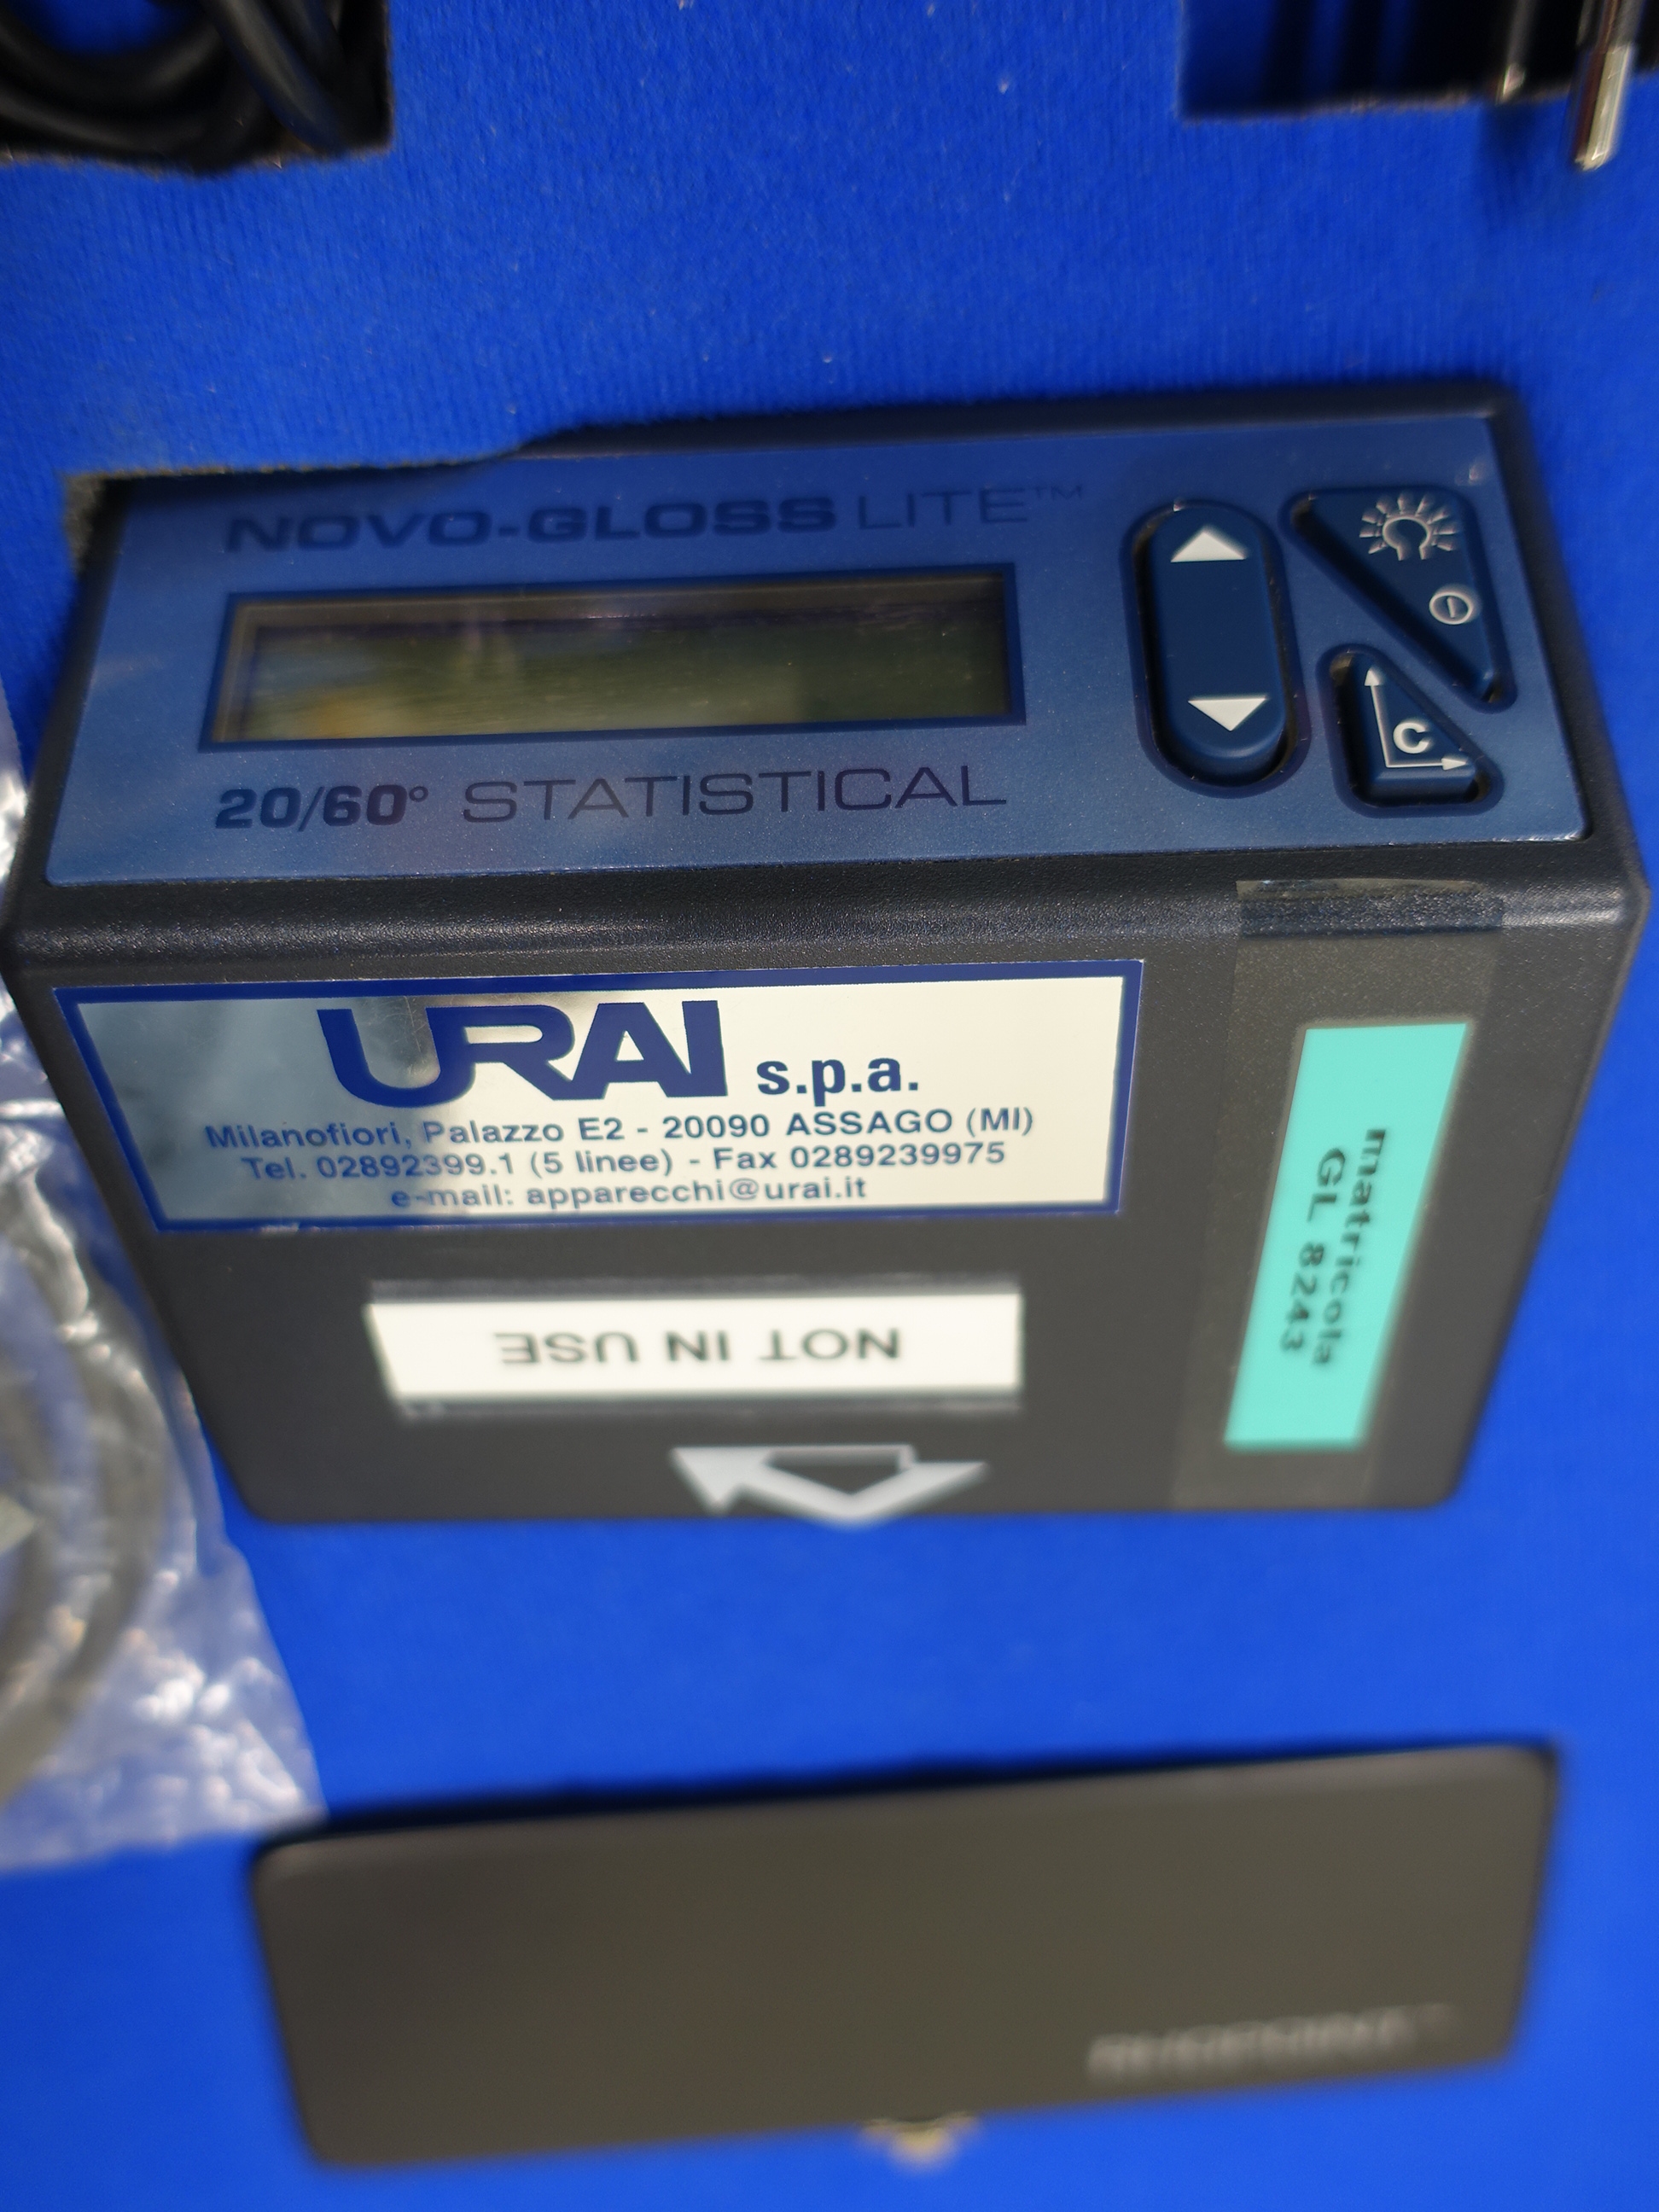 NOVO-GLOSS LITE™
20/60° STATISTICAL
C
URAI s.p.a.
Milanofiori, Palazzo E2 - 20090 ASSAGO (MI)
Tel. 02892399.1 (5 linee) - Fax 0289239975
e-mail: apparecchi@urai.it
NOT IN USE
matricola
GL 8243